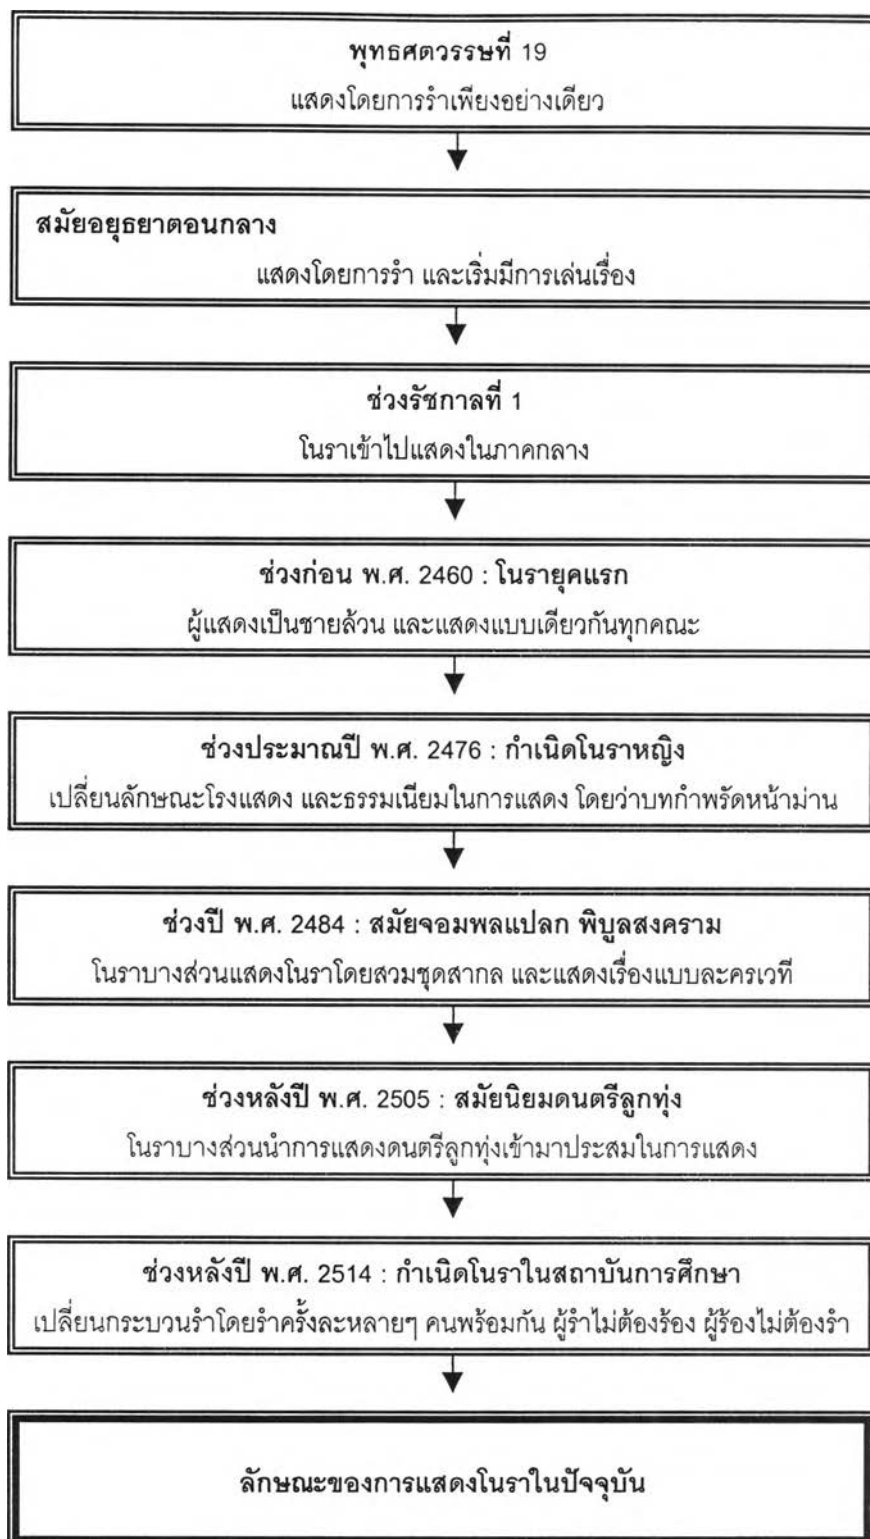 พุทธศตวรรษที่ 19
แสดงโดยการรำเพียงอย่างเดียว
สมัยอยุธยาตอนกลาง
แสดงโดยการรำ และเริ่มมีการเล่นเรื่อง
ช่วงรัชกาลที่ 1
โนราเข้าไปแสดงในภาคกลาง
ช่วงก่อน พ.ศ. 2460 : โนรายุคแรก
ผู้แสดงเป็นชายล้วน และแสดงแบบเดียวกันทุกคณะ
ช่วงประมาณปี พ.ศ. 2476 : กำเนิดโนราหญิง
เปลี่ยนลักษณะโรงแสดง และธรรมเนียมในการแสดง โดยว่าบทกำพรัดหน้าม่าน
ช่วงปี พ.ศ. 2484 : สมัยจอมพลแปลก พิบูลสงคราม
โนราบางส่วนแสดงโนราโดยสวมชุดสากล และแสดงเรื่องแบบละครเวที
ช่วงหลังปี พ.ศ. 2505 : สมัยนิยมดนตรีลูกทุ่ง
โนราบางส่วนนำการแสดงดนตรีลูกทุ่งเข้ามาประสมในการแสดง
ช่วงหลังปี พ.ศ. 2514 : กำเนิดโนราในสถาบันการศึกษา
เปลี่ยนกระบวนรำโดยรำครั้งละหลายๆ คนพร้อมกัน ผู้รำไม่ต้องร้อง ผู้ร้องไม่ต้องรำ
ลักษณะของการแสดงโนราในปัจจุบัน